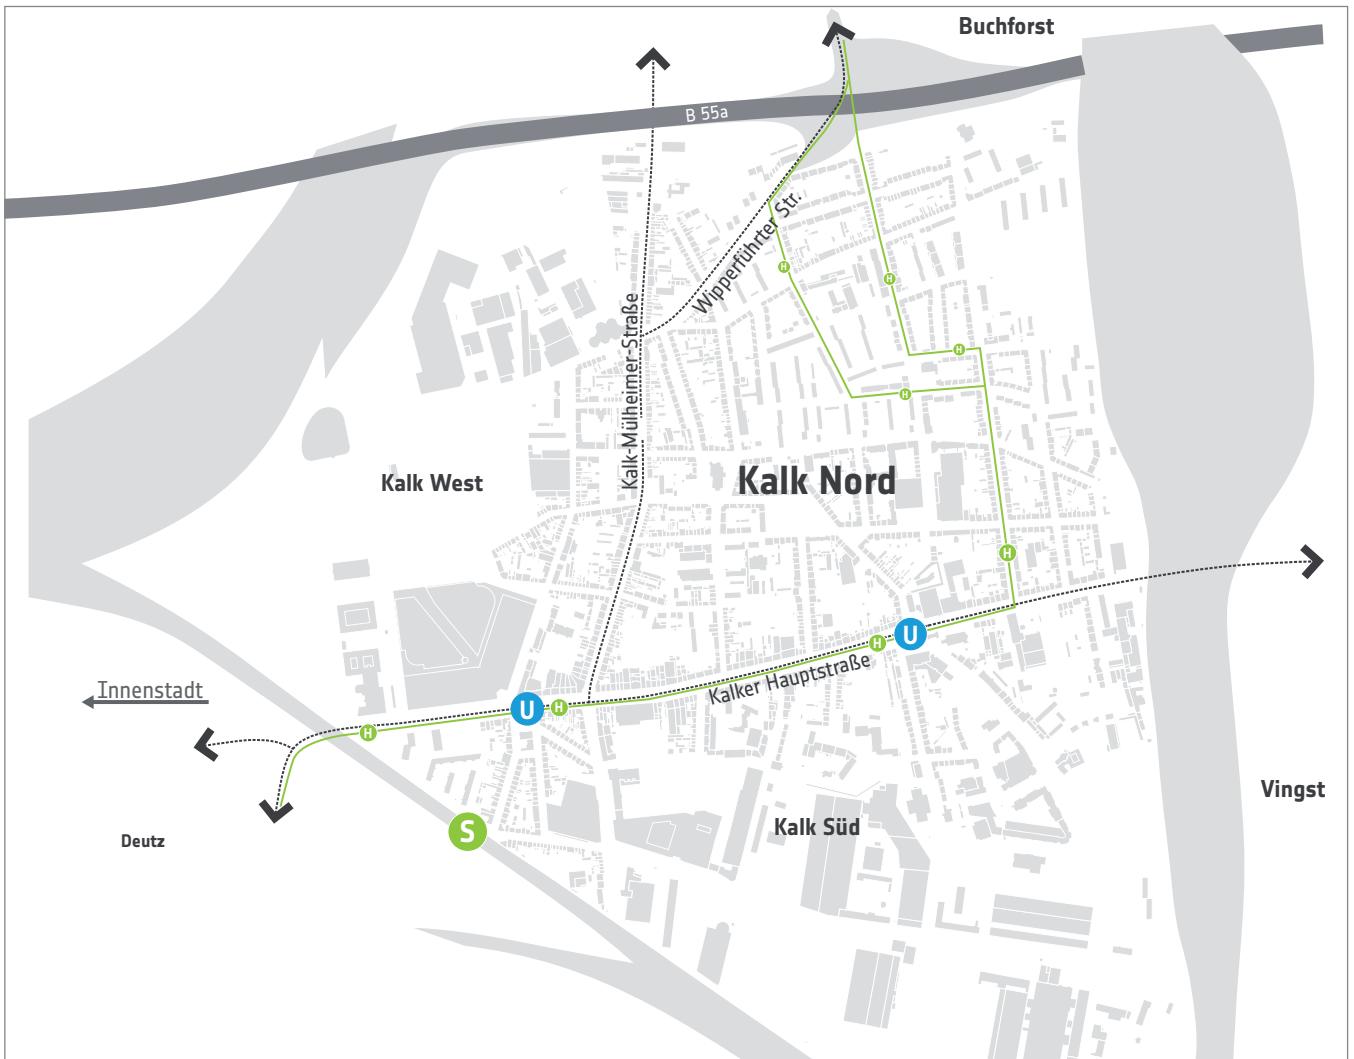 Buchforst
B 55a
Wipperführter Str.
H
H
Kalk-Mülheimer-Straße
H
H
Kalk West
Kalk Nord
H
U
H
Kalker Hauptstraße
Innenstadt
U
H
H
Vingst
Kalk Süd
S
Deutz